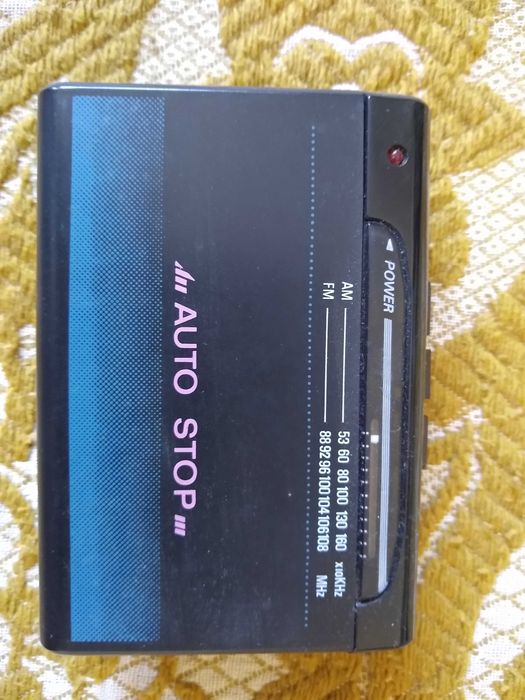 POWER
AM 53 60 80 100 130 160 x10KHz
FM 88 92 96 100 104 106 108 MHz
AUTO STOP